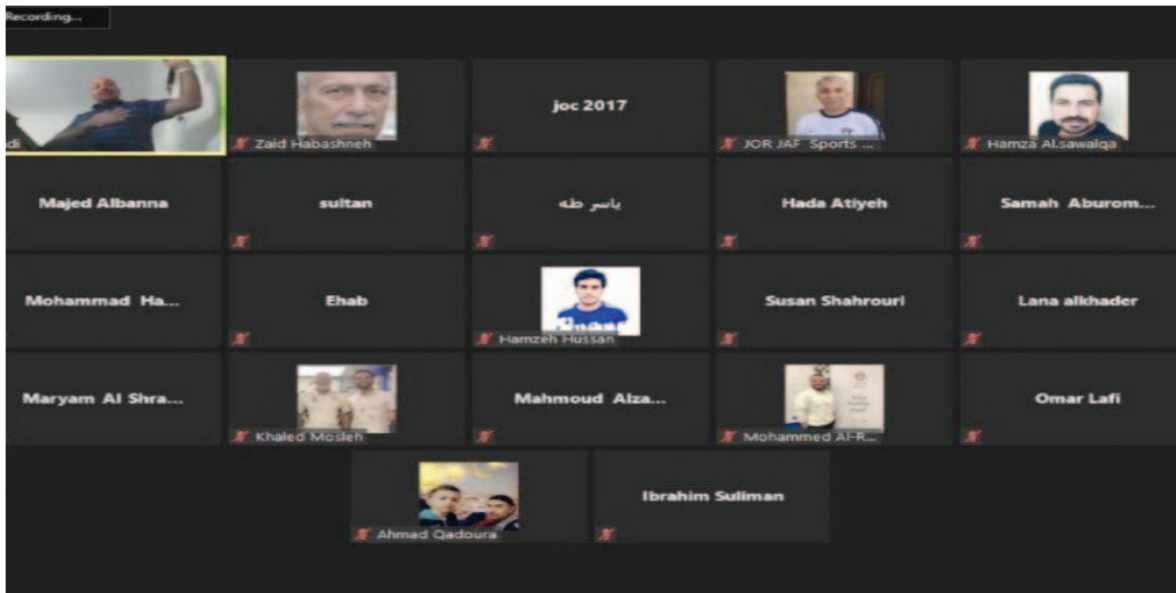 Recording...
di
Zaid Habashneh
joc 2017
JOR JAF Sports ...
Hamza Al.sawalqa
Majed Albanna
sultan
ياسر طه
Hada Atiyeh
Samah Aburom...
Mohammad Ha...
Ehab
Hamzeh Hussan
Susan Shahrouri
Lana alkhader
Maryam Al Shra...
Khaled Mosleh
Mahmoud Alza...
Mohammed Al-R...
Omar Lafi
Ahmad Qadoura
Ibrahim Suliman